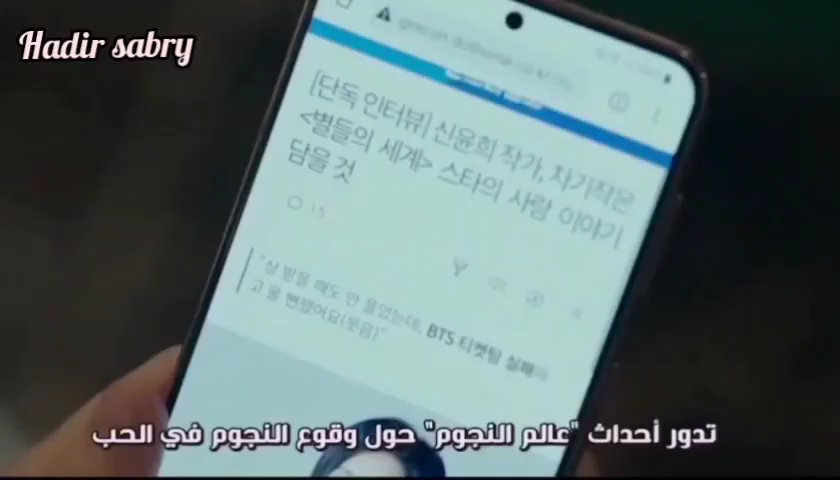 Hadir sabry
[단독 인터뷰] 신윤희 작가, 차기작은
<별들의 세계> 스타의 사랑 이야기
담을 것
15
"상 받을 때도 안 울었는데, BTS 티켓팅 실패
고 울 뻔했어요(웃음)"
تدور أحداث "عالم النجوم" حول وقوع النجوم في الحب